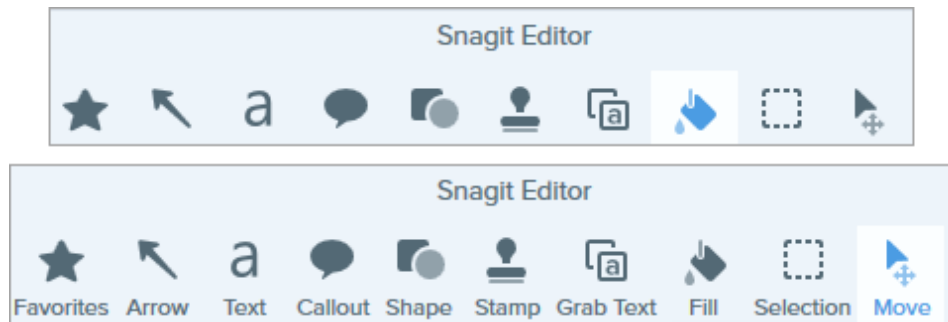 Snagit Editor
a
a
Snagit Editor
a
a
Favorites Arrow Text Callout Shape Stamp Grab Text Fill Selection Move